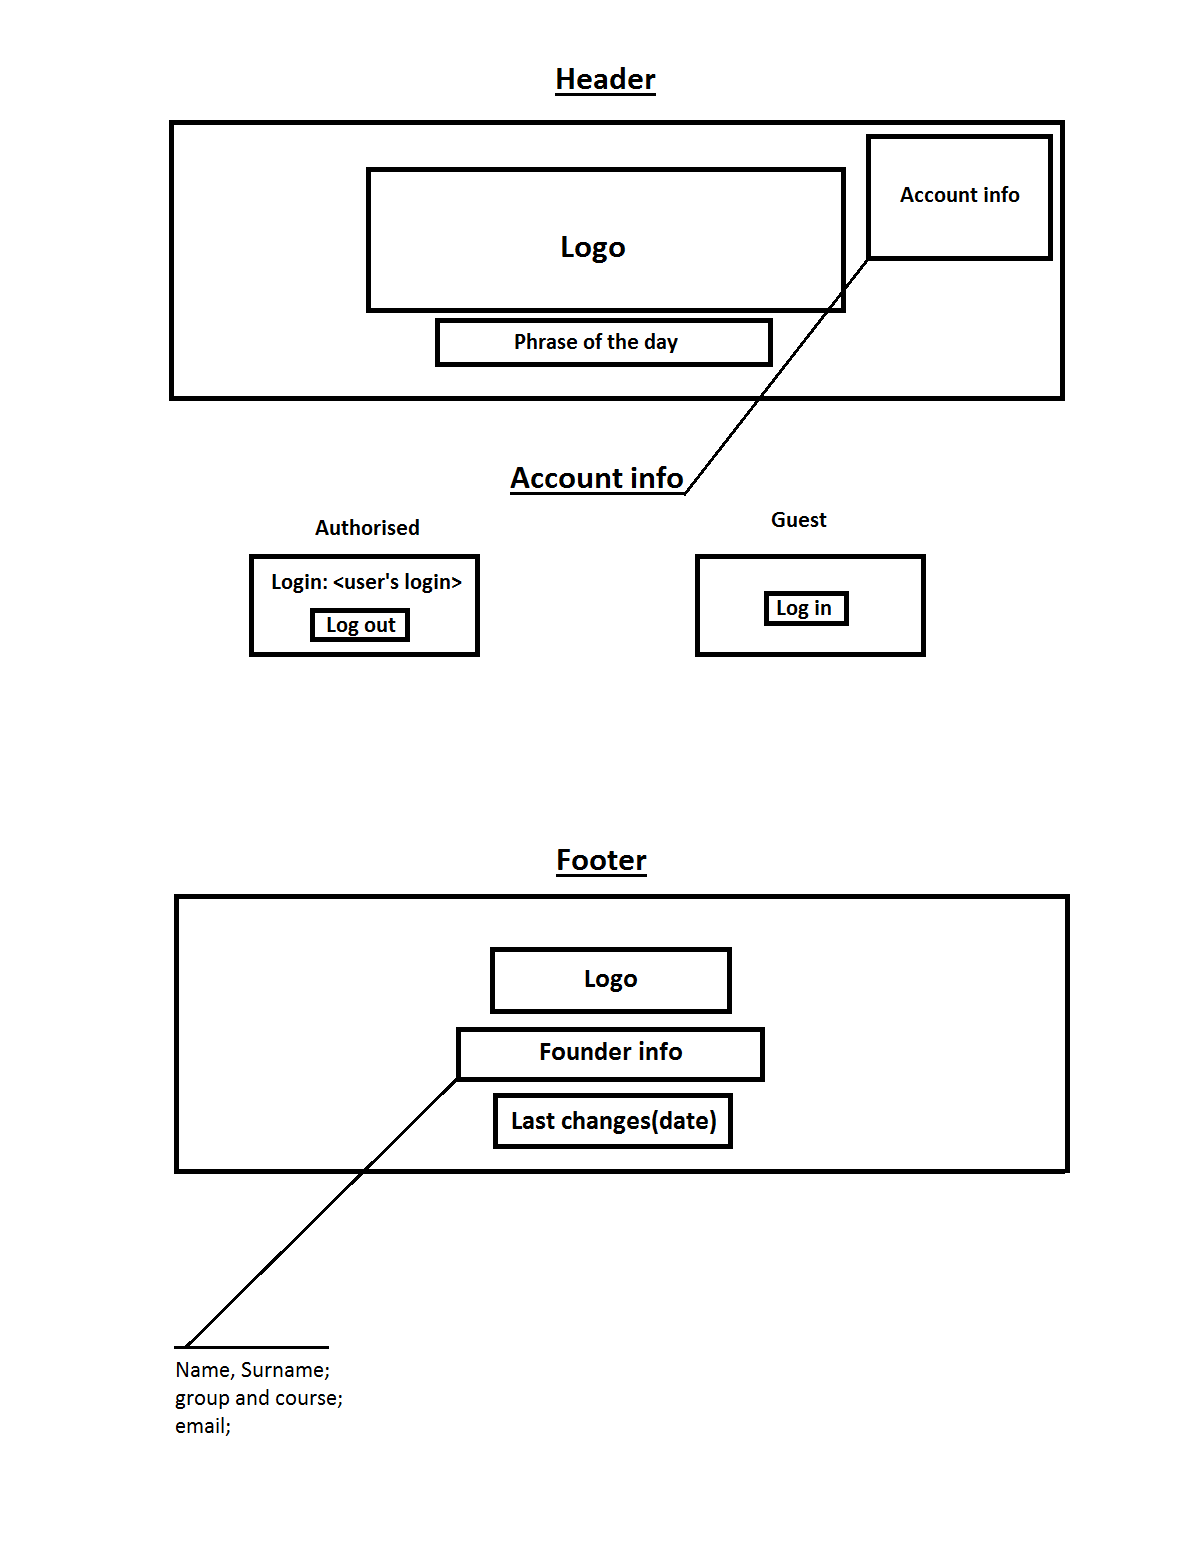 Header
Account info
Logo
Phrase of the day
Account info
Authorised
Guest
Login: <user's login>
Log out
Log in
Footer
Logo
Founder info
Last changes(date)
Name, Surname;
group and course;
email;